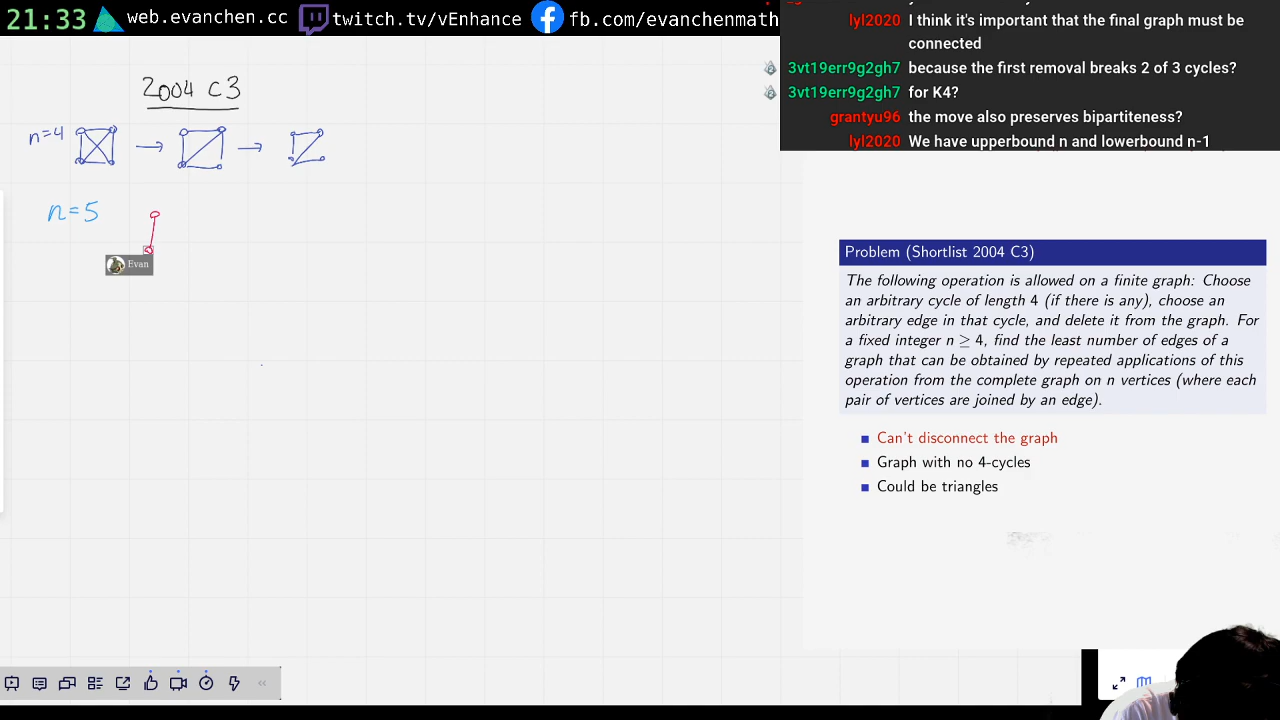 21:33 web.evanchen.cc twitch.tv/vEnhance fb.com/evanchenmath
lyl2020 I think it's important that the final graph must be
connected
3vt19err9g2gh7 because the first removal breaks 2 of 3 cycles?
3vt19err9g2gh7 for K4?
grantyu96 the move also preserves bipartiteness?
lyl2020 We have upperbound n and lowerbound n-1
2004 C3
n=4
n=5
Evan
Problem (Shortlist 2004 C3)
The following operation is allowed on a finite graph: Choose
an arbitrary cycle of length 4 (if there is any), choose an
arbitrary edge in that cycle, and delete it from the graph. For
a fixed integer n ≥ 4, find the least number of edges of a
graph that can be obtained by repeated applications of this
operation from the complete graph on n vertices (where each
pair of vertices are joined by an edge).
Can't disconnect the graph
Graph with no 4-cycles
Could be triangles